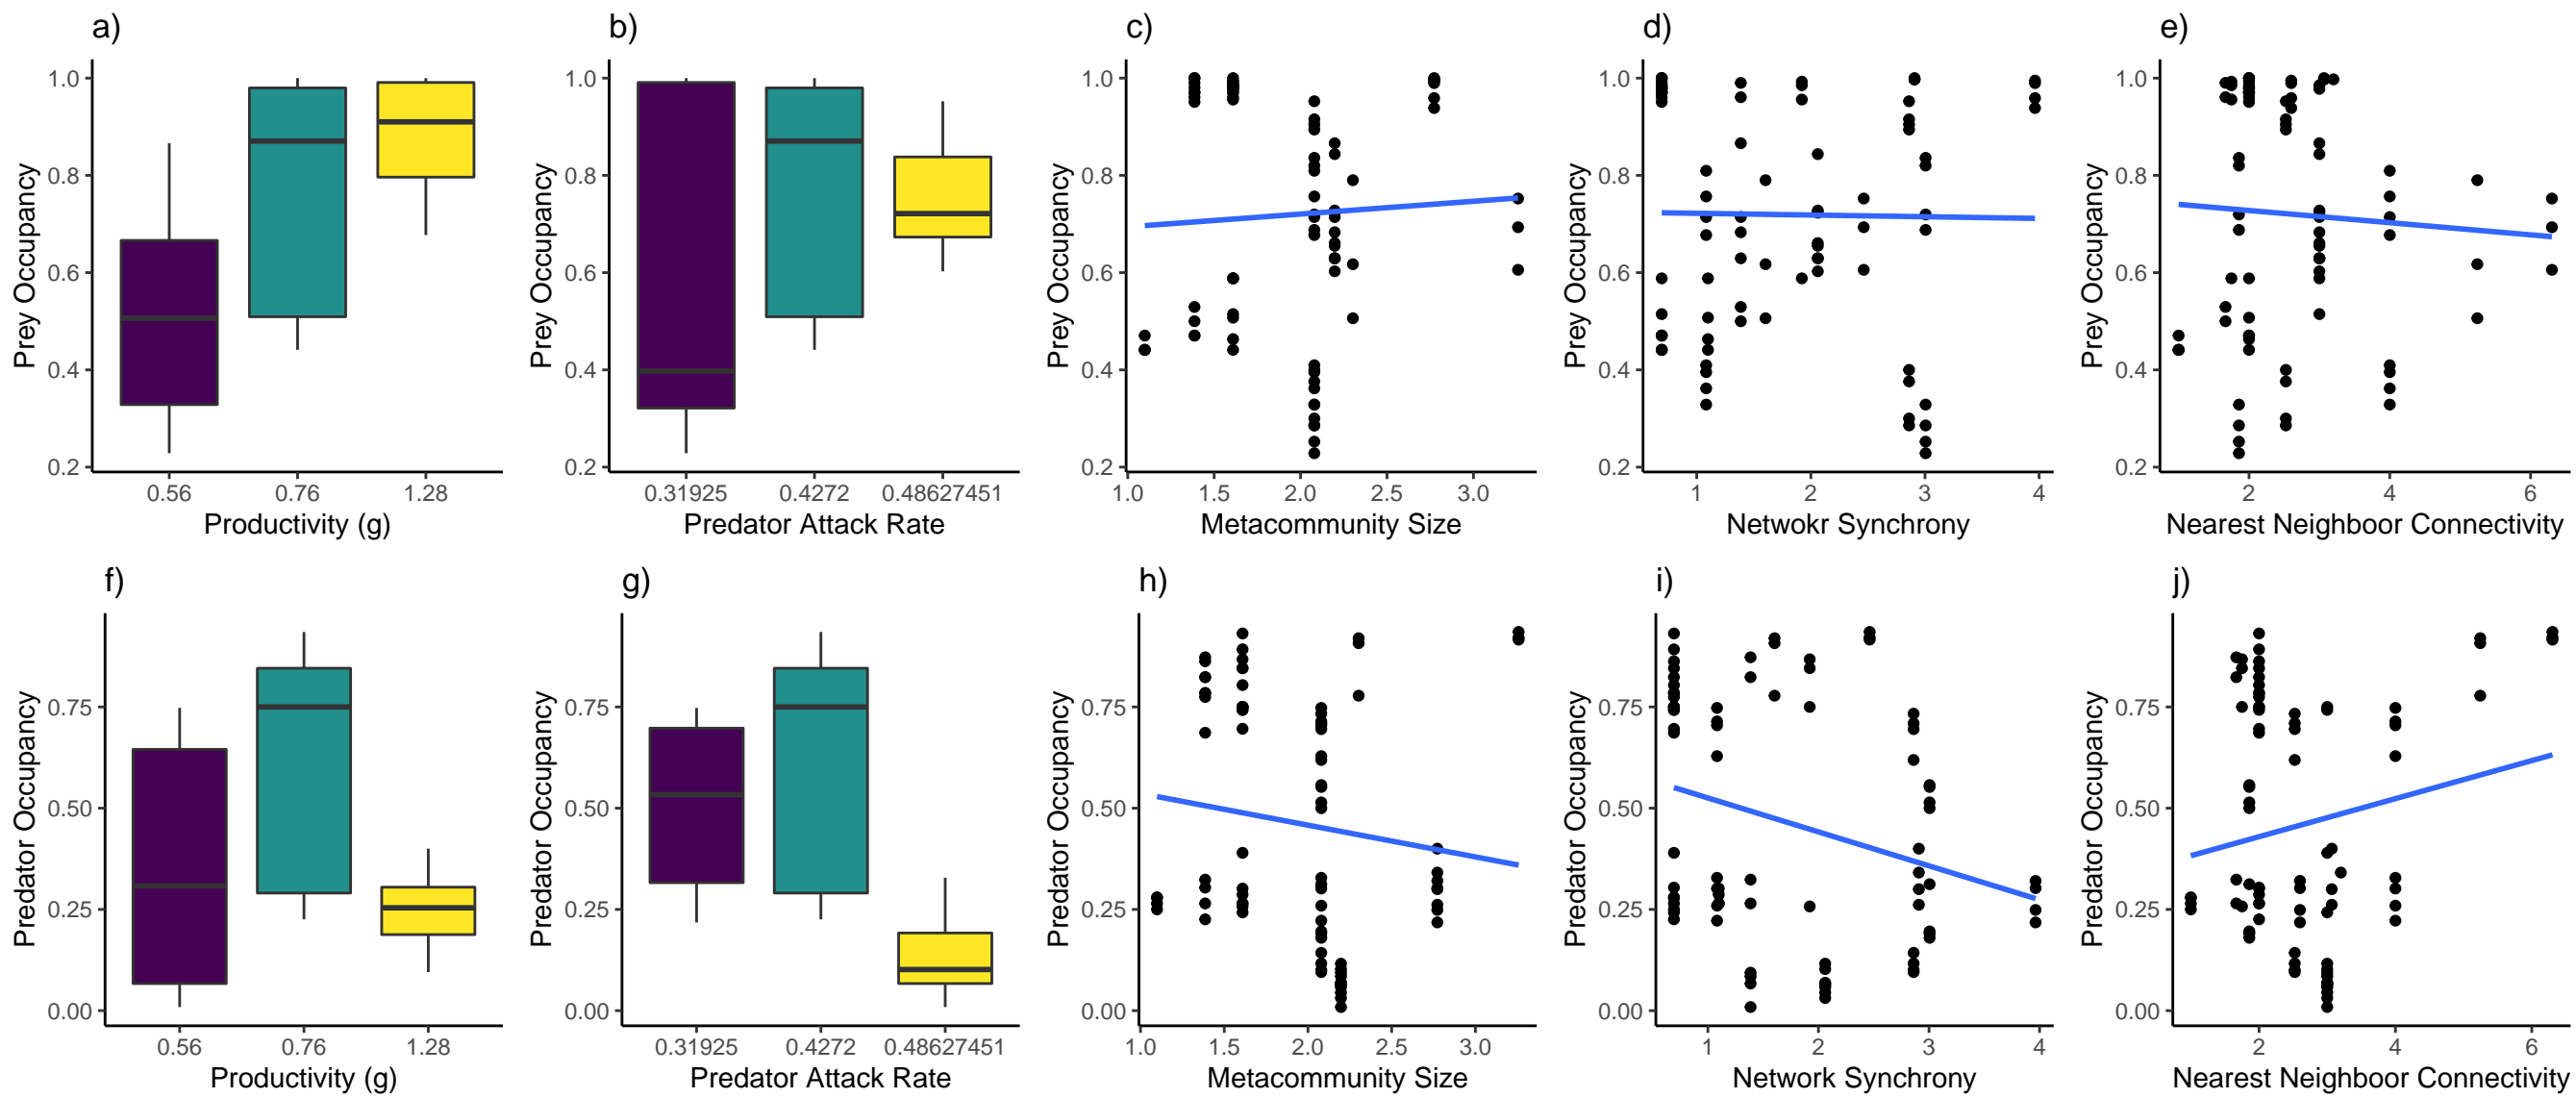 a)
b)
c)
d)
e)
1.0
0.8
0.6
0.4
0.2
Prey Occupancy
0.56
0.76
1.28
Productivity (g)
1.0
0.8
0.6
0.4
0.2
Prey Occupancy
0.31925
0.4272
0.48627451
Predator Attack Rate
1.0
0.8
0.6
0.4
0.2
Prey Occupancy
1.0
1.5
2.0
2.5
3.0
Metacommunity Size
1.0
0.8
0.6
0.4
0.2
Prey Occupancy
1
2
3
4
Netwokr Synchrony
1.0
0.8
0.6
0.4
0.2
Prey Occupancy
2
4
6
Nearest Neighboor Connectivity
f)
g)
h)
i)
j)
0.75
0.50
0.25
0.00
Predator Occupancy
0.56
0.76
1.28
Productivity (g)
0.75
0.50
0.25
0.00
Predator Occupancy
0.31925
0.4272
0.48627451
Predator Attack Rate
0.75
0.50
0.25
0.00
Predator Occupancy
1.0
1.5
2.0
2.5
3.0
Metacommunity Size
0.75
0.50
0.25
0.00
Predator Occupancy
1
2
3
4
Network Synchrony
0.75
0.50
0.25
0.00
Predator Occupancy
2
4
6
Nearest Neighboor Connectivity